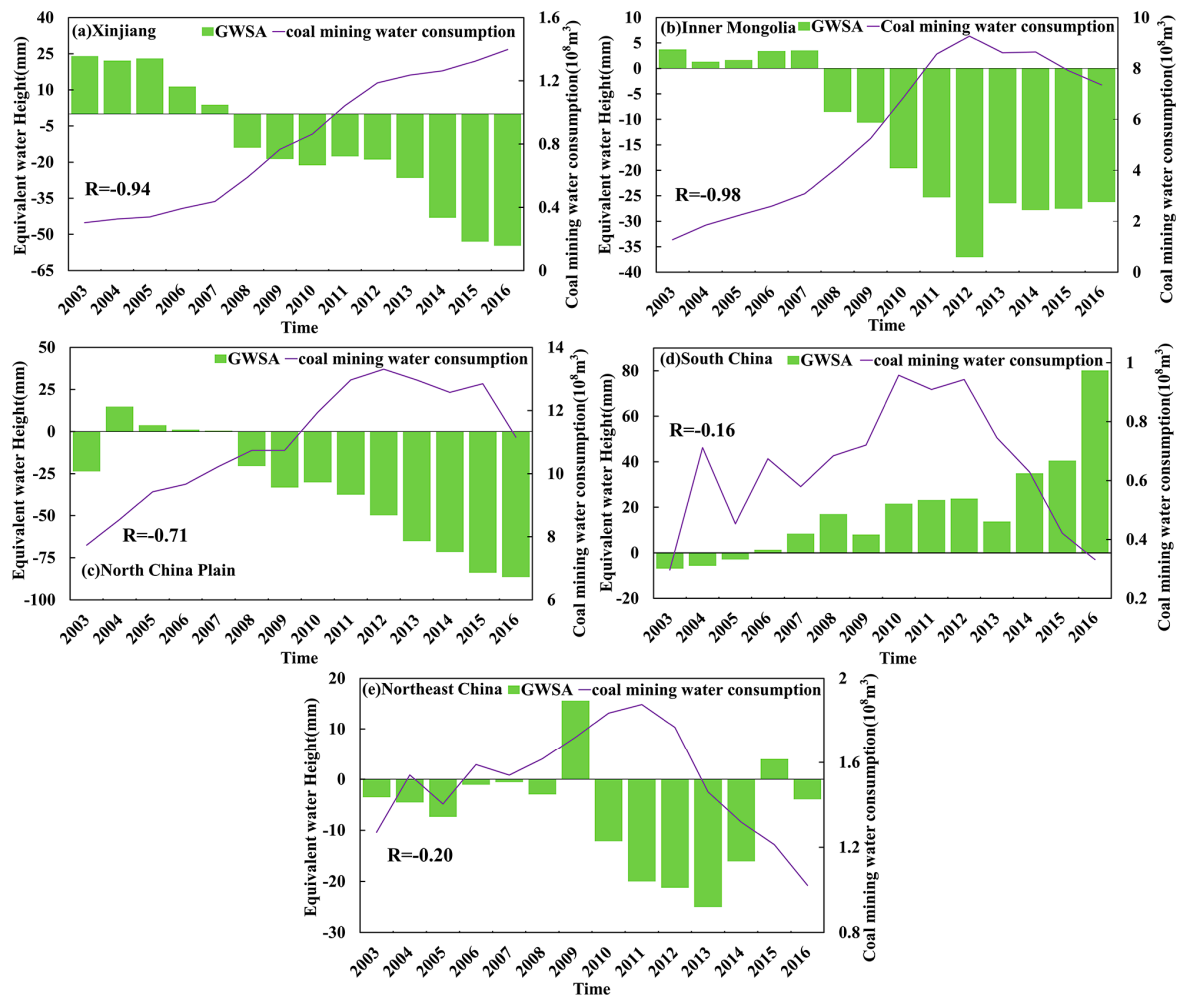 (a)Xinjiang GWSA coal mining water consumption
Equivalent water Height(mm)
40
25
10
-5
-20
-35
-50
-65
R=-0.94
1.6
1.2
0.8
0.4
0
Coal mining water consumption(10⁸m³)
2003 2004 2005 2006 2007 2008 2009 2010 2011 2012 2013 2014 2015 2016
Time
(b)Inner Mongolia GWSA Coal mining water consumption
Equivalent water Height(mm)
10
5
0
-5
-10
-15
-20
-25
-30
-35
-40
R=-0.98
10
8
6
4
2
0
Coal mining water consumption(10⁸m³)
2003 2004 2005 2006 2007 2008 2009 2010 2011 2012 2013 2014 2015 2016
Time
GWSA coal mining water consumption
Equivalent water Height(mm)
50
25
0
-25
-50
-75
-100
R=-0.71
(c)North China Plain
14
12
10
8
6
Coal mining water consumption(10⁸m³)
2003 2004 2005 2006 2007 2008 2009 2010 2011 2012 2013 2014 2015 2016
Time
(d)South China GWSA coal mining water consumption
Equivalent water Height(mm)
80
60
40
20
0
-20
R=-0.16
1
0.8
0.6
0.4
0.2
Coal mining water consumption(10⁸m³)
2003 2004 2005 2006 2007 2008 2009 2010 2011 2012 2013 2014 2015 2016
Time
(e)Northeast China GWSA coal mining water consumption
Equivalent water Height(mm)
20
10
0
-10
-20
-30
R=-0.20
2
1.6
1.2
0.8
Coal mining water consumption(10⁸m³)
2003 2004 2005 2006 2007 2008 2009 2010 2011 2012 2013 2014 2015 2016
Time